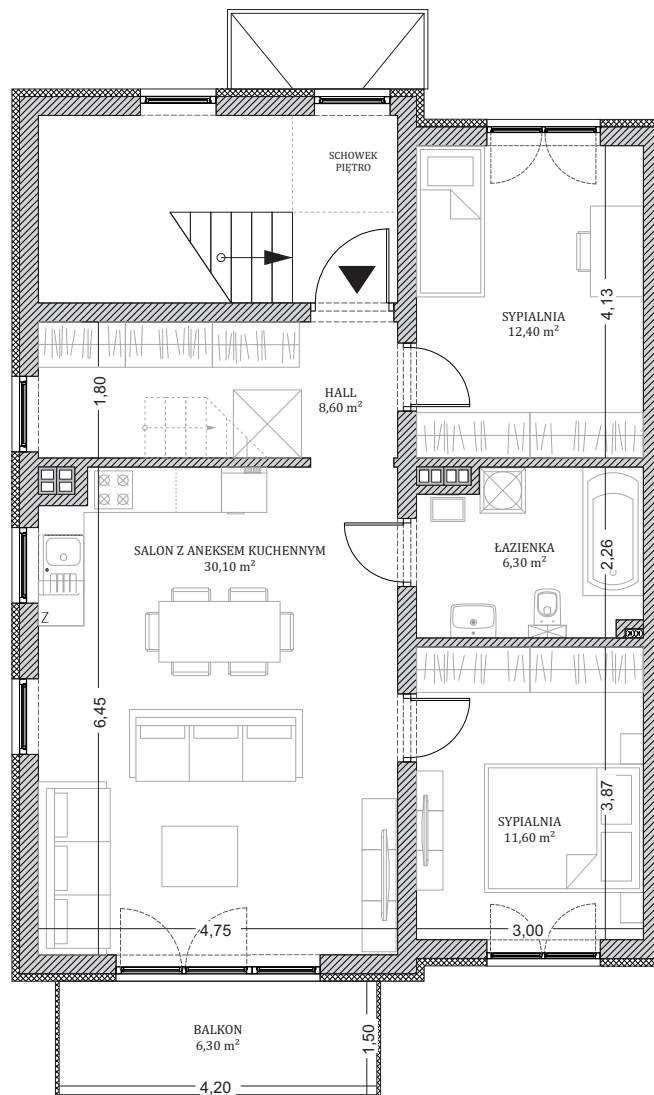 SCHOWEK
PIĘTRO
SYPIALNIA
12,40 m²
4,13
1,80
HALL
8,60 m²
SALON Z ANEKSEM KUCHENNYM
30,10 m²
ŁAZIENKA
6,30 m²
2,26
Z
6,45
3,87
SYPIALNIA
11,60 m²
4,75
3,00
BALKON
6,30 m²
1,50
4,20